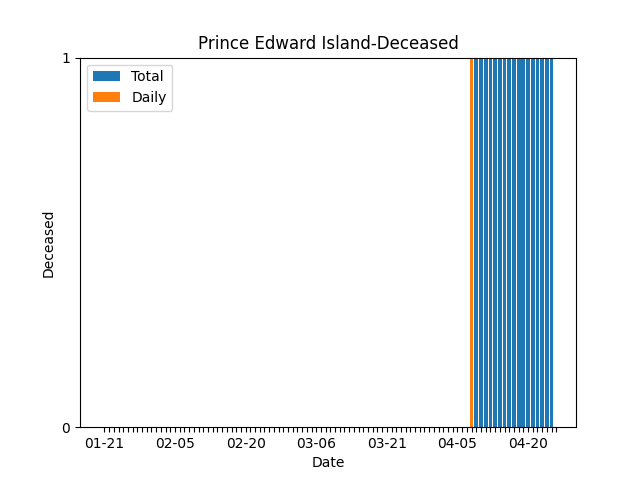 Prince Edward Island-Deceased
1
Total
Daily
Deceased
0
01-21 02-05 02-20 03-06 03-21 04-05 04-20
Date